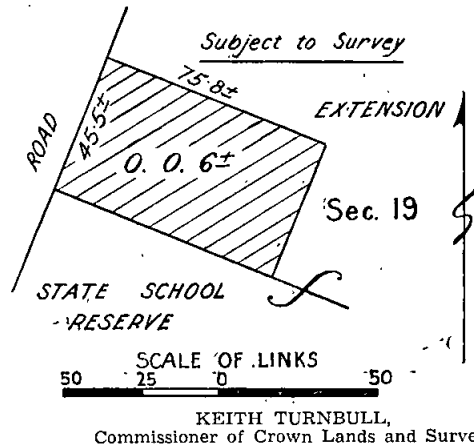 Subject to Survey
75·8±
EXTENSION
ROAD
45·5±
0. 0. 6±
Sec. 19
STATE SCHOOL
RESERVE
SCALE OF LINKS
50 25 0 50
KEITH TURNBULL,
Commissioner of Crown Lands and Surve